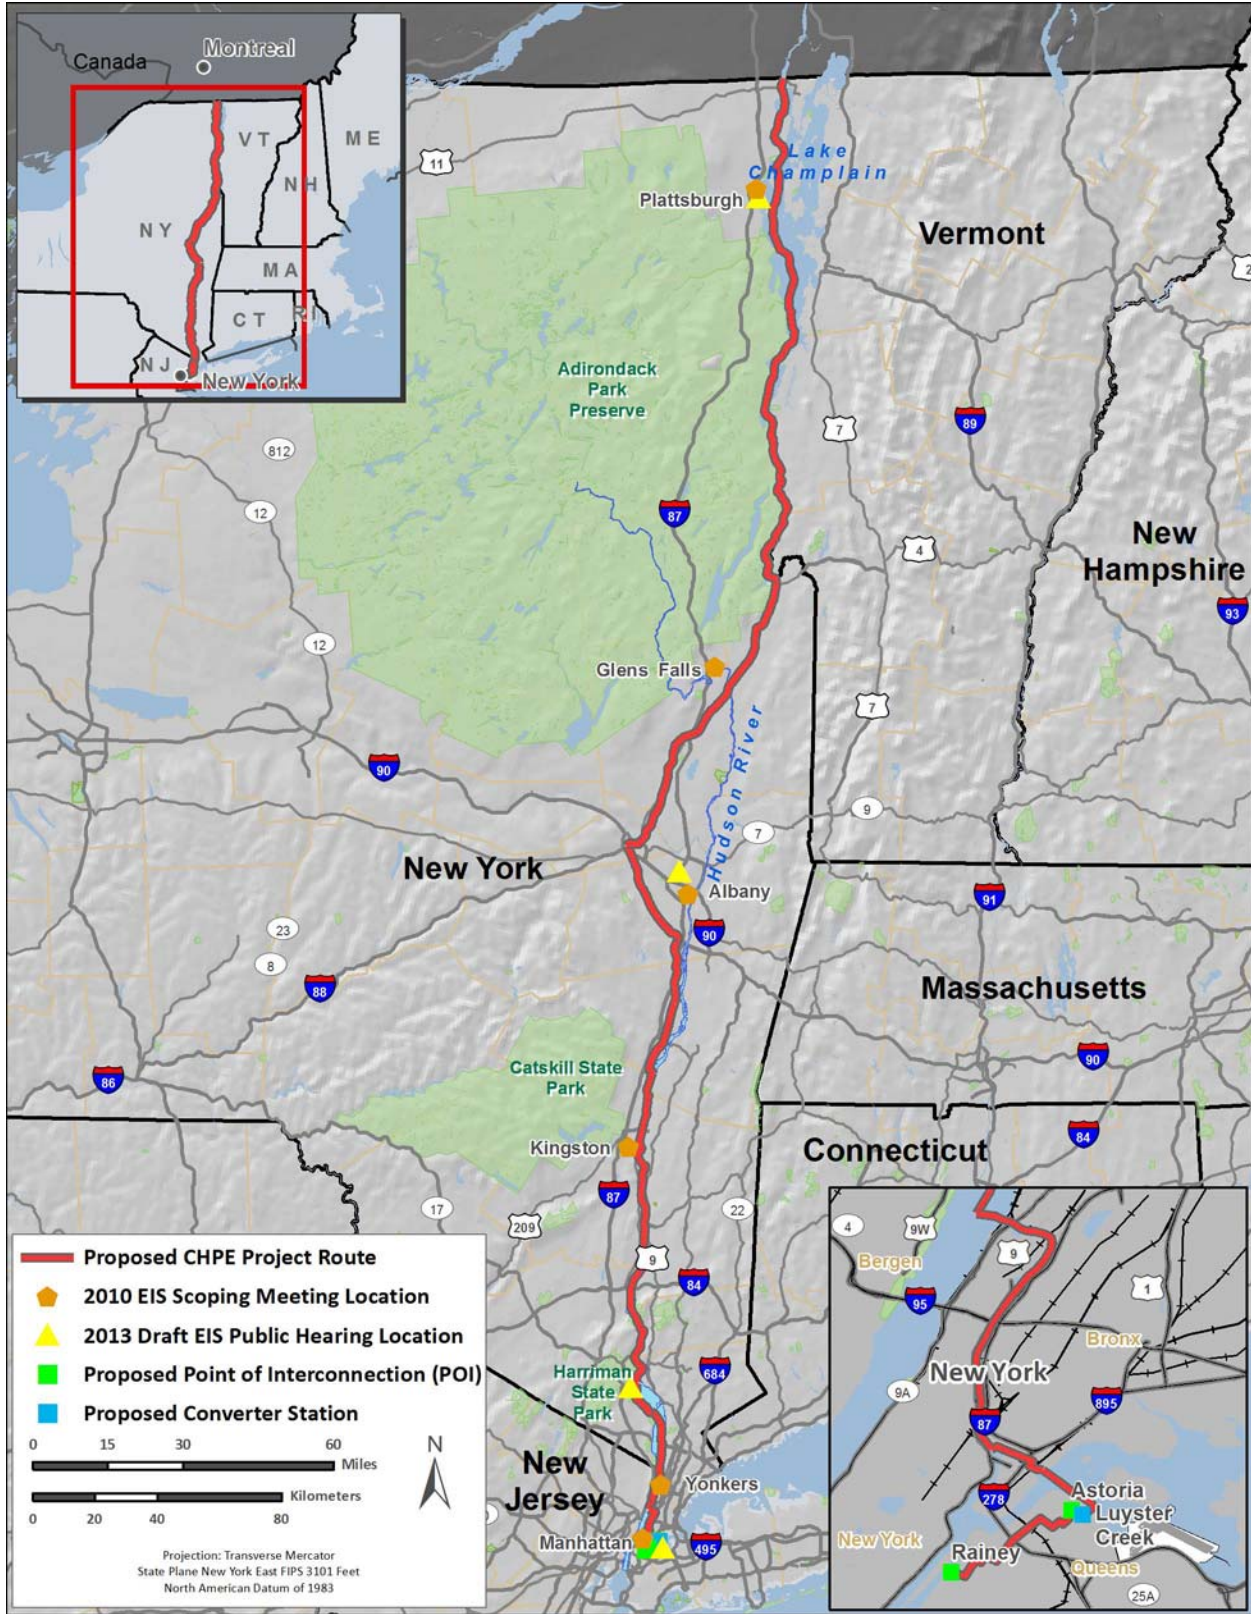 Montreal
Canada
VT
ME
NH
NY
MA
CT
RI
NJ
New York
11
Lake
Champlain
Plattsburgh
Vermont
2
Adirondack
Park
Preserve
7
89
812
12
87
4
New
Hampshire
93
12
Glens Falls
7
Hudson River
90
9
7
New York
Albany
91
23
90
8
88
Massachusetts
90
86
Catskill State
Park
84
Kingston
Connecticut
87
22
17
209
9
84
684
Harriman
State
Park
New
Jersey
Yonkers
Manhattan
495
Proposed CHPE Project Route
2010 EIS Scoping Meeting Location
2013 Draft EIS Public Hearing Location
Proposed Point of Interconnection (POI)
Proposed Converter Station
0 15 30 60
Miles
N
Kilometers
0 20 40 80
Projection: Transverse Mercator
State Plane New York East FIPS 3101 Feet
North American Datum of 1983
4
9W
9
Bergen
95
1
Bronx
New York
9A
895
87
278
Astoria
Luyster
Creek
New York
Rainey
Queens
25A